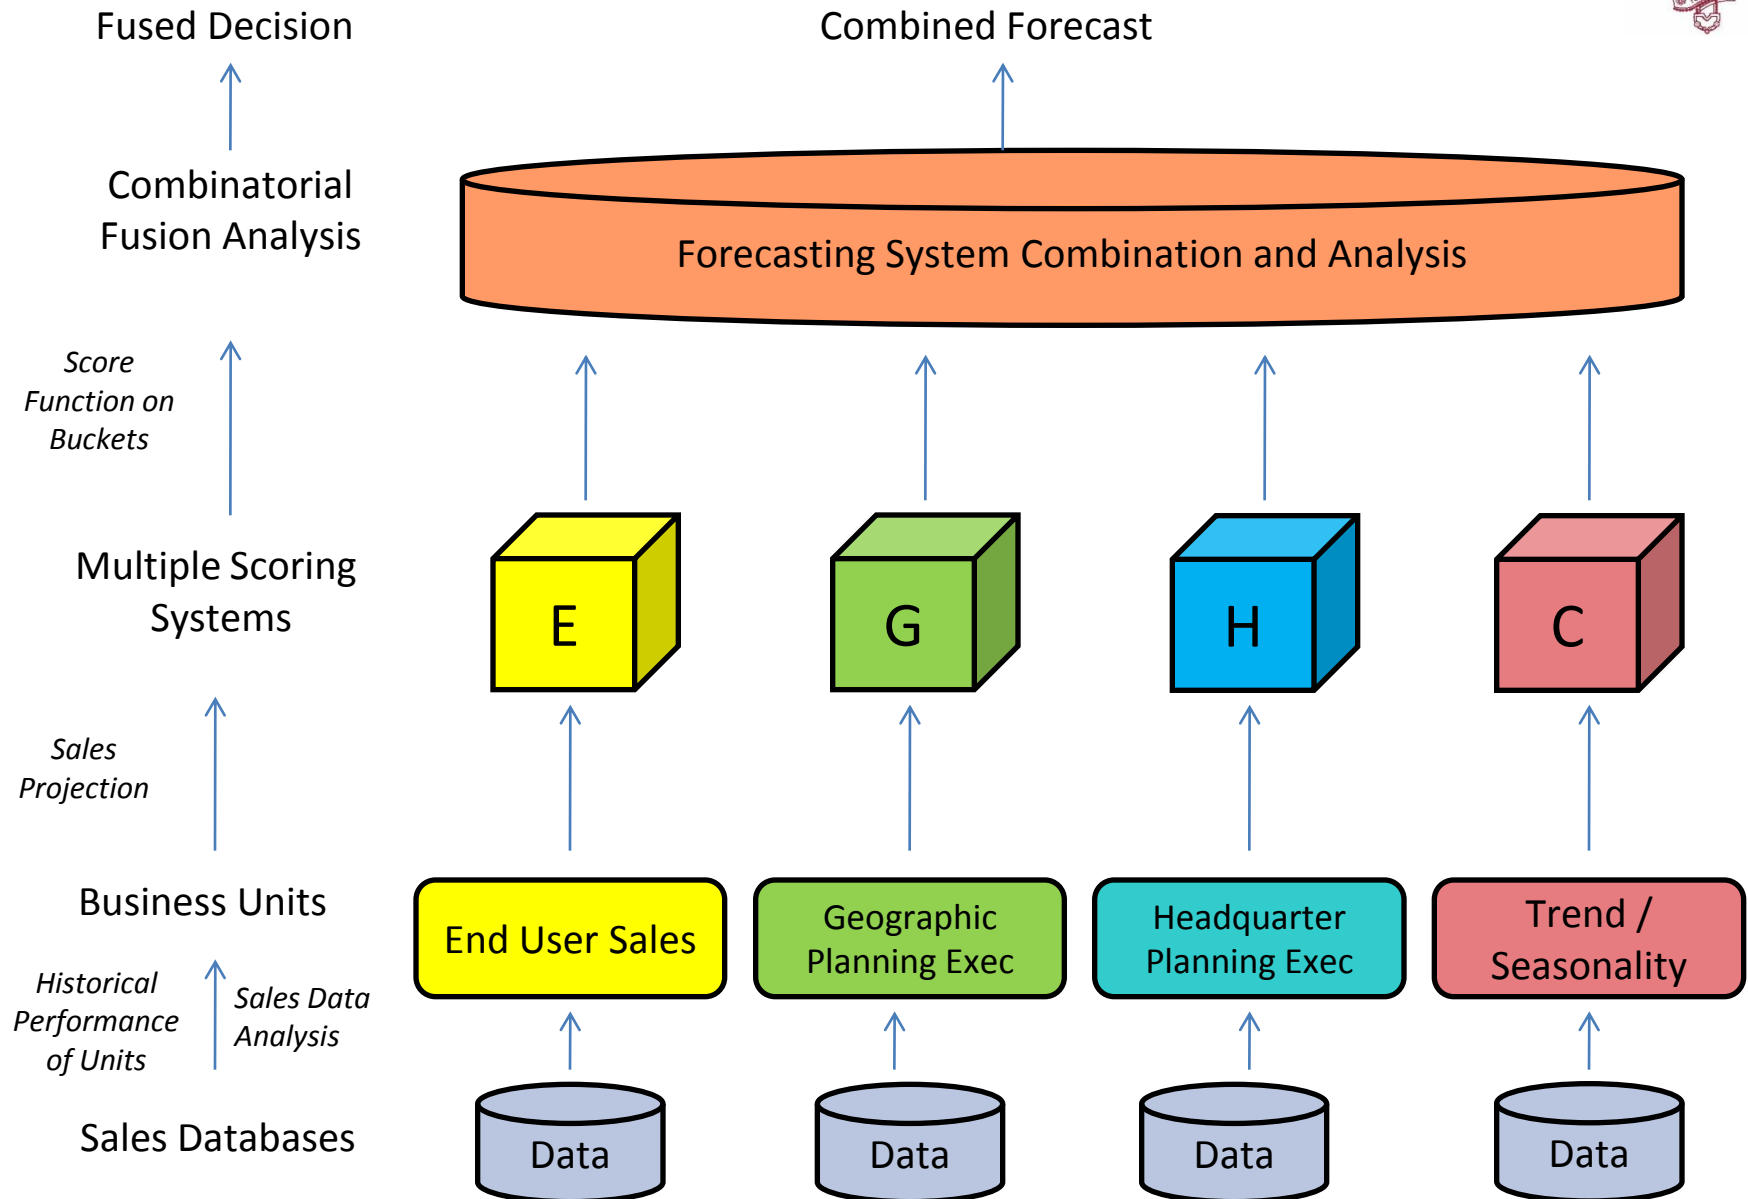 Fused Decision
Combined Forecast
Combinatorial
Fusion Analysis
Forecasting System Combination and Analysis
Score
Function on
Buckets
Multiple Scoring
Systems
E
G
H
C
Sales
Projection
Business Units
End User Sales
Geographic
Planning Exec
Headquarter
Planning Exec
Trend /
Seasonality
Historical
Performance
of Units
Sales Data
Analysis
Sales Databases
Data
Data
Data
Data